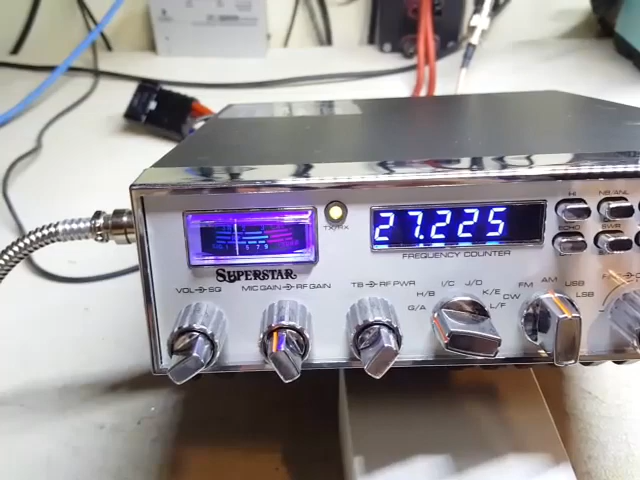 27.225
TX/RX
FREQUENCY COUNTER
SUPERSTAR
HI
NB/ANL
ECHO
SWR
VOL SQ
MIC GAIN RF GAIN
TB RF PWR
G/A
H/B
I/C
J/D
K/E
L/F
CW
FM
AM
USB
LSB